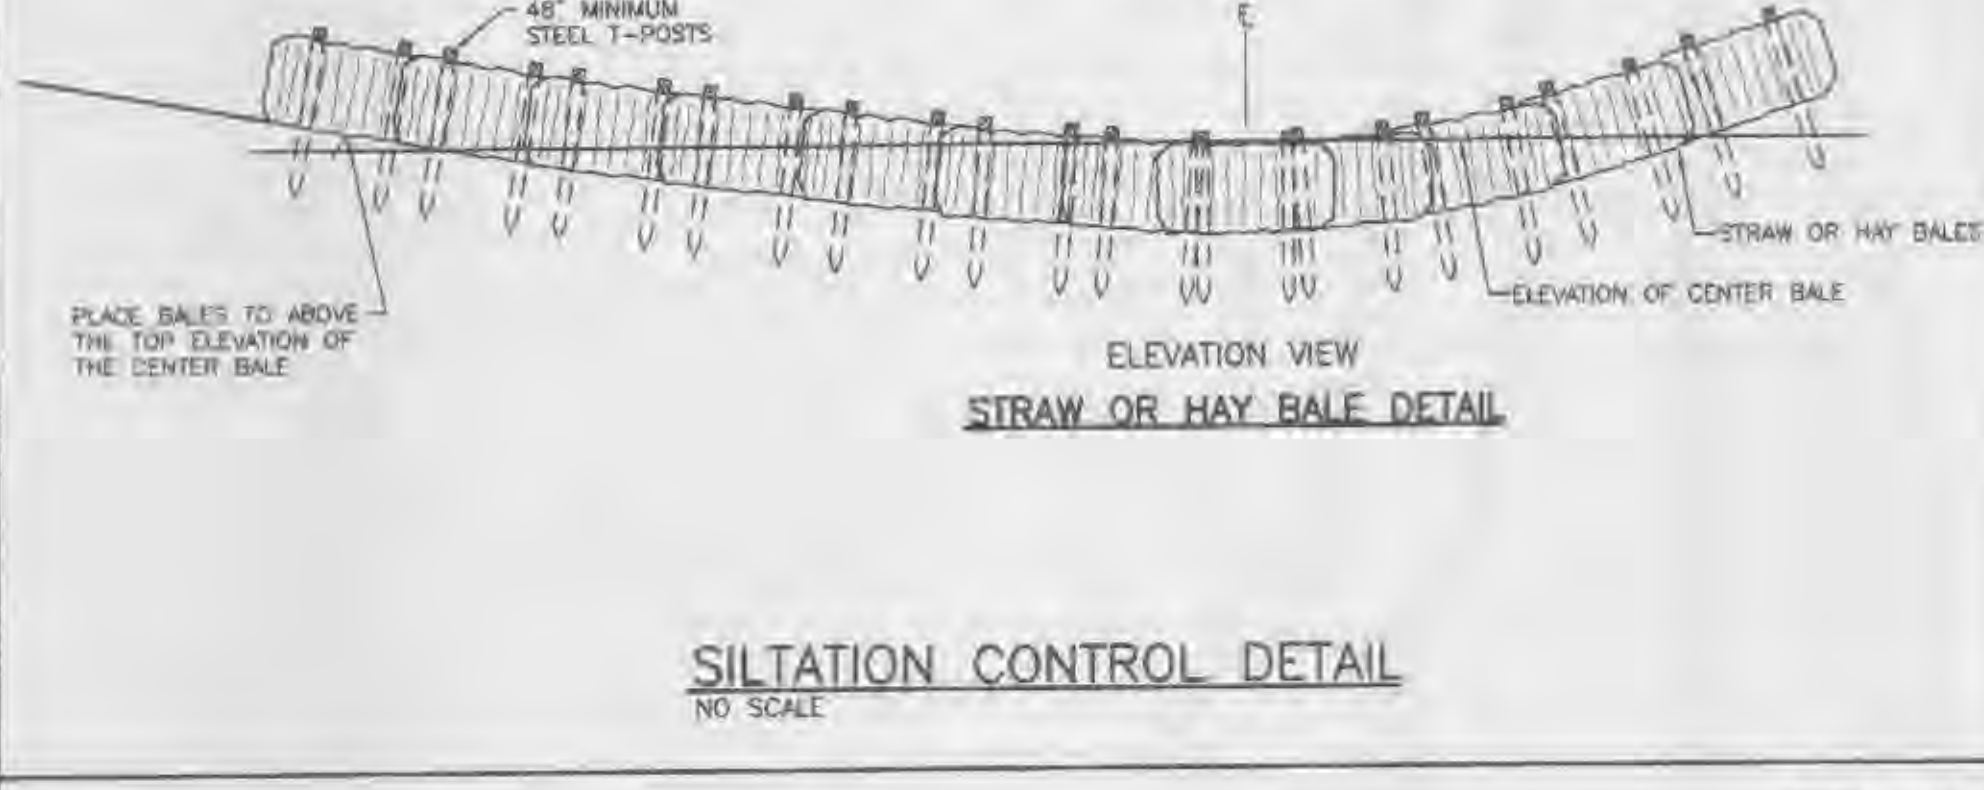 48" MINIMUM
STEEL T-POSTS
STRAW OR HAY BALES
ELEVATION OF CENTER BALE
PLACE BALES TO ABOVE
THE TOP ELEVATION OF
THE CENTER BALE
ELEVATION VIEW
STRAW OR HAY BALE DETAIL
SILTATION CONTROL DETAIL
NO SCALE